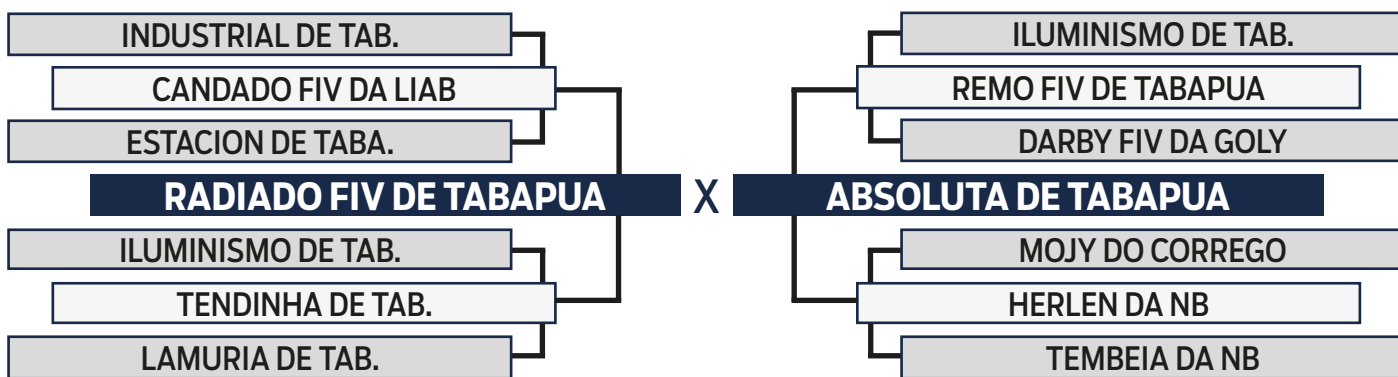 INDUSTRIAL DE TAB.
CANDADO FIV DA LIAB
ESTACION DE TABA.
RADIADO FIV DE TABAPUA
ILUMINISMO DE TAB.
TENDINHA DE TAB.
LAMURIA DE TAB.
X
ILUMINISMO DE TAB.
REMO FIV DE TABAPUA
DARBY FIV DA GOLY
ABSOLUTA DE TABAPUA
MOJY DO CORREGO
HERLEN DA NB
TEMBEIA DA NB